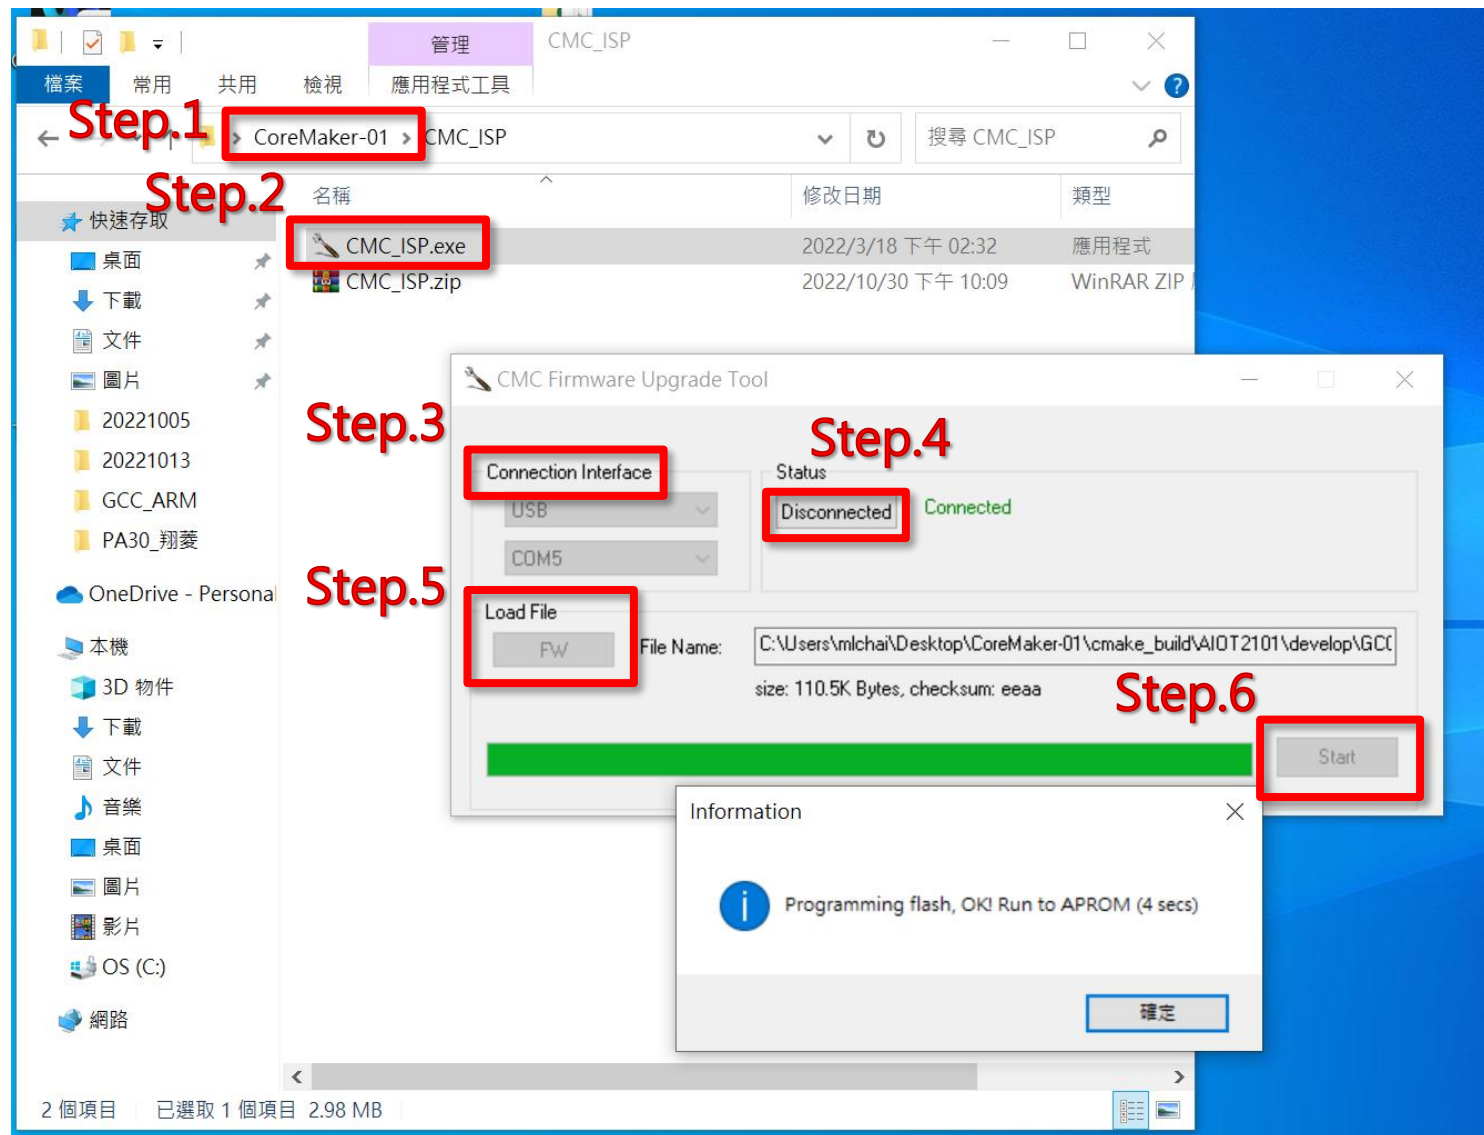 管理
CMC_ISP
檔案
常用
共用
檢視
應用程式工具
Step.1
CoreMaker-01
CMC_ISP
搜尋 CMC_ISP
Step.2
名稱
修改日期
類型
快速存取
CMC_ISP.exe
2022/3/18 下午 02:32
應用程式
桌面
CMC_ISP.zip
2022/10/30 下午 10:09
WinRAR ZIP
下載
文件
圖片
20221005
20221013
GCC_ARM
PA30_翔菱
OneDrive - Personal
本機
3D 物件
下載
文件
音樂
桌面
圖片
影片
OS (C:)
網路
CMC Firmware Upgrade Tool
Step.3
Step.4
Connection Interface
Status
USB
Disconnected
Connected
COM5
Step.5
Load File
FW
File Name:
C:\Users\mlchai\Desktop\CoreMaker-01\cmake_build\AIOT2101\develop\GCC
size: 110.5K Bytes, checksum: eeaa
Step.6
Start
Information
Programming flash, OK! Run to APROM (4 secs)
確定
2 個項目
已選取 1 個項目 2.98 MB